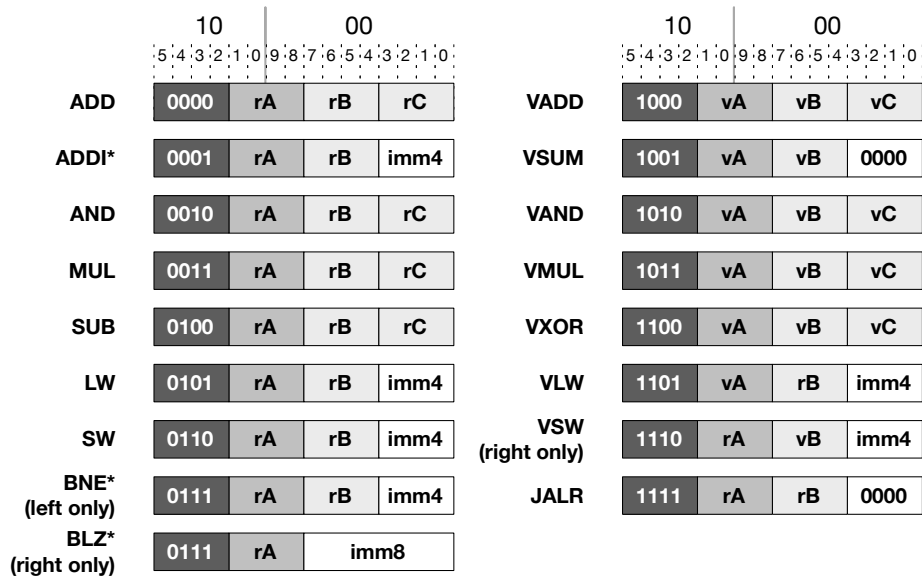 10 00 10 00
5 4 3 2 1 0 9 8 7 6 5 4 3 2 1 0 5 4 3 2 1 0 9 8 7 6 5 4 3 2 1 0
ADD 0000 rA rB rC VADD 1000 vA vB vC
ADDI* 0001 rA rB imm4 VSUM 1001 vA vB 0000
AND 0010 rA rB rC VAND 1010 vA vB vC
MUL 0011 rA rB rC VMUL 1011 vA vB vC
SUB 0100 rA rB rC VXOR 1100 vA vB vC
LW 0101 rA rB imm4 VLW 1101 vA rB imm4
SW 0110 rA rB imm4 VSW (right only) 1110 rA vB imm4
BNE* (left only) 0111 rA rB imm4 JALR 1111 rA rB 0000
BLZ* (right only) 0111 rA imm8